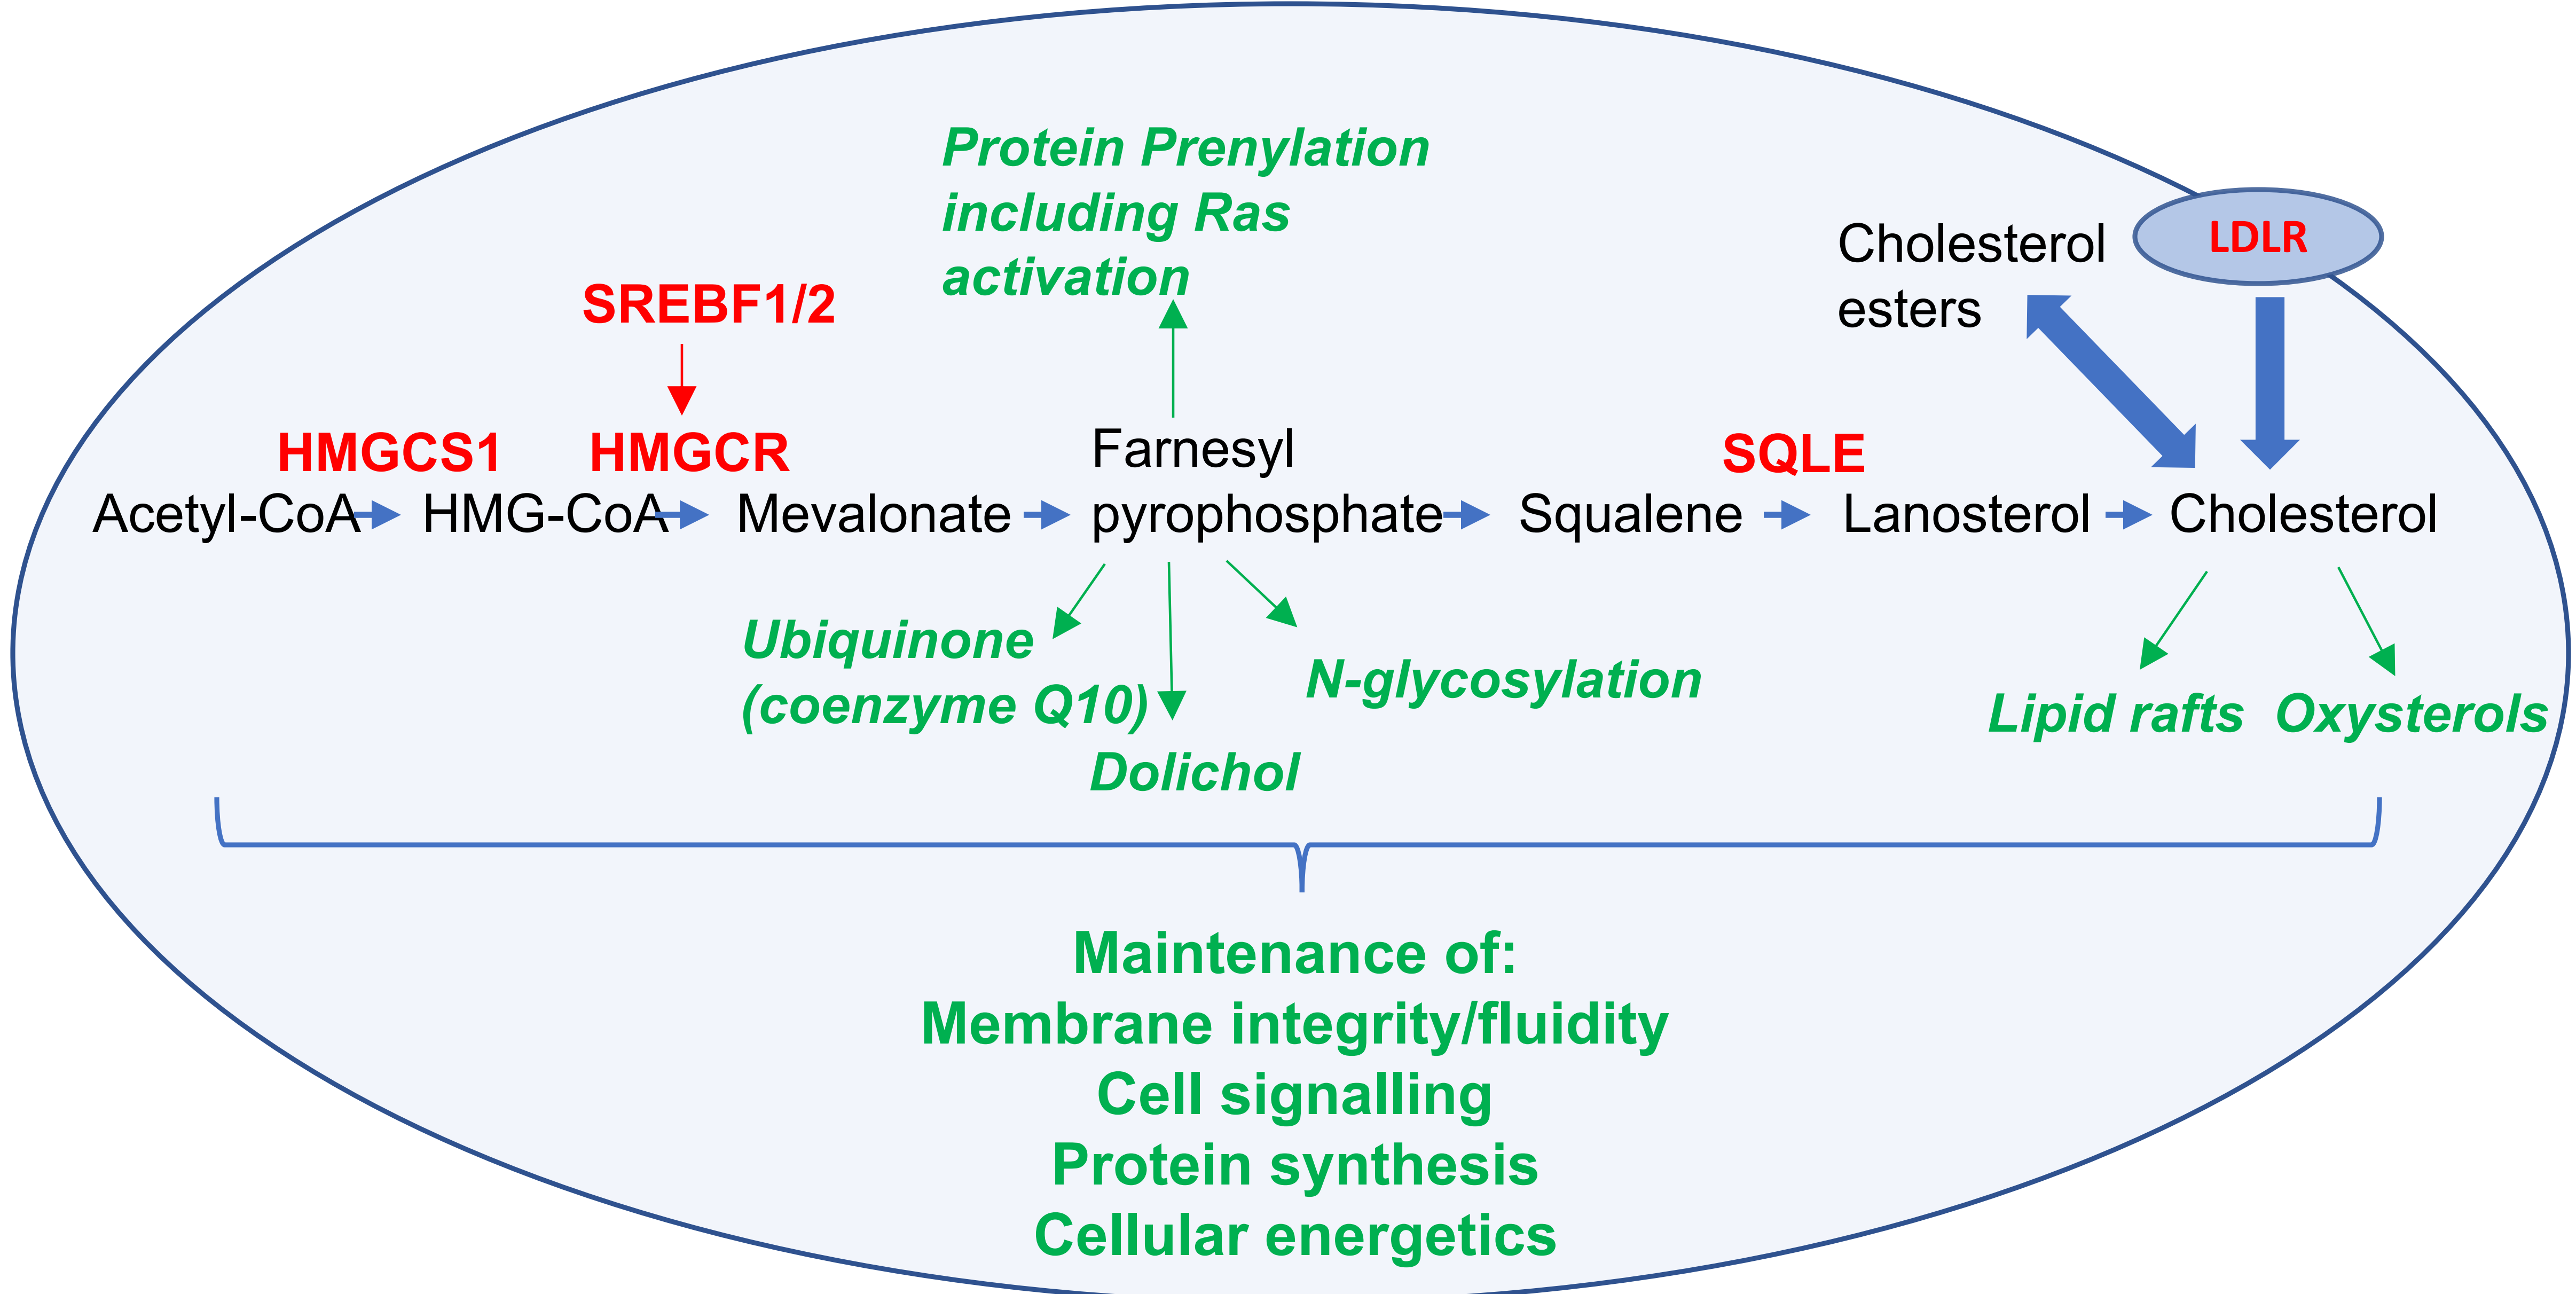 Protein Prenylation
including Ras
activation
Cholesterol
esters
LDLR
SREBF1/2
HMGCS1
HMGCR
Farnesyl
SQLE
Acetyl-CoA
HMG-CoA
Mevalonate
pyrophosphate
Squalene
Lanosterol
Cholesterol
Ubiquinone
(coenzyme Q10)
N-glycosylation
Dolichol
Lipid rafts
Oxysterols
Maintenance of:
Membrane integrity/fluidity
Cell signalling
Protein synthesis
Cellular energetics